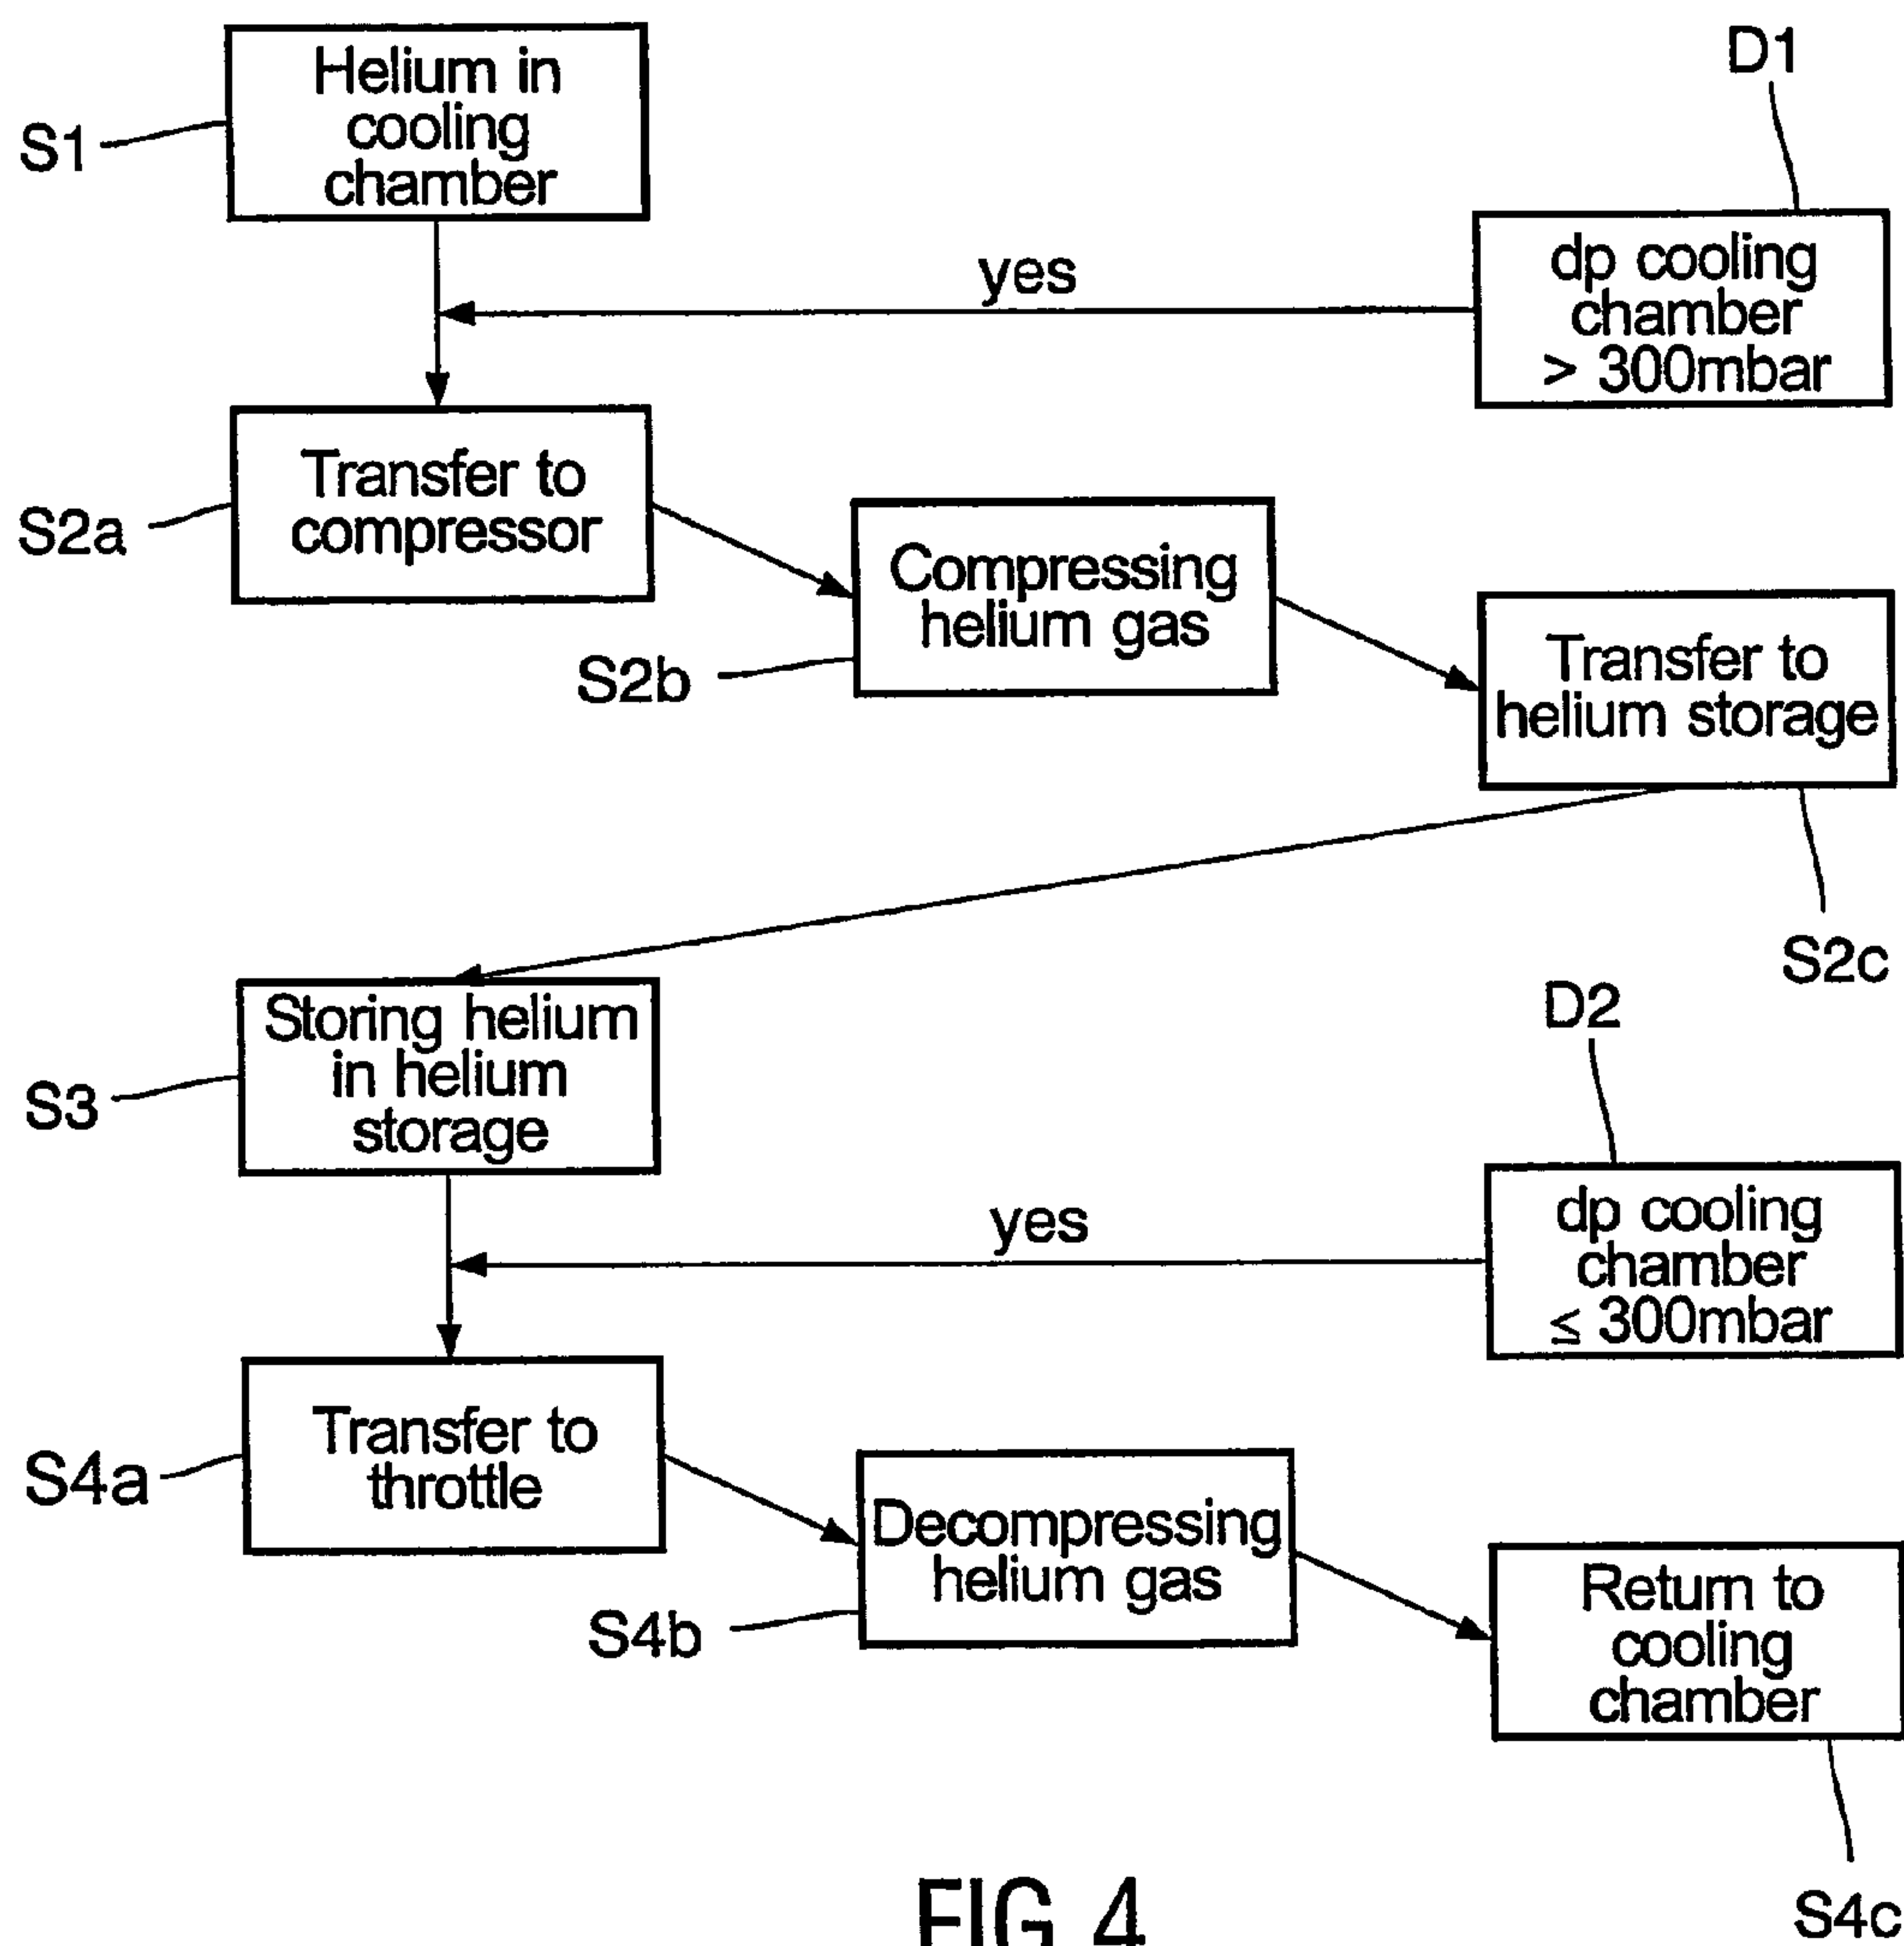 D1
Helium in
cooling
chamber
S1
yes
dp cooling
chamber
> 300mbar
Transfer to
compressor
S2a
Compressing
helium gas
S2b
Transfer to
helium storage
S2c
D2
Storing helium
in helium
storage
S3
yes
dp cooling
chamber
≤ 300mbar
Transfer to
throttle
S4a
Decompressing
helium gas
S4b
Return to
cooling
chamber
S4c
FIG 4